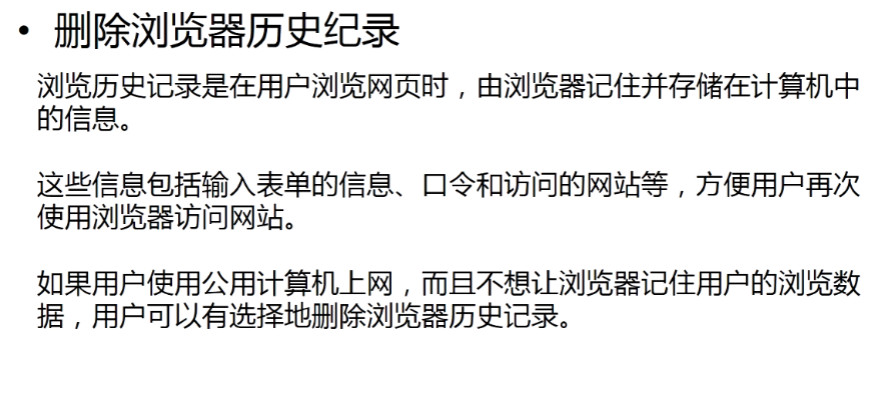 • 删除浏览器历史纪录
浏览历史记录是在用户浏览网页时，由浏览器记住并存储在计算机中
的信息。
这些信息包括输入表单的信息、口令和访问的网站等，方便用户再次
使用浏览器访问网站。
如果用户使用公用计算机上网，而且不想让浏览器记住用户的浏览数
据，用户可以有选择地删除浏览器历史记录。